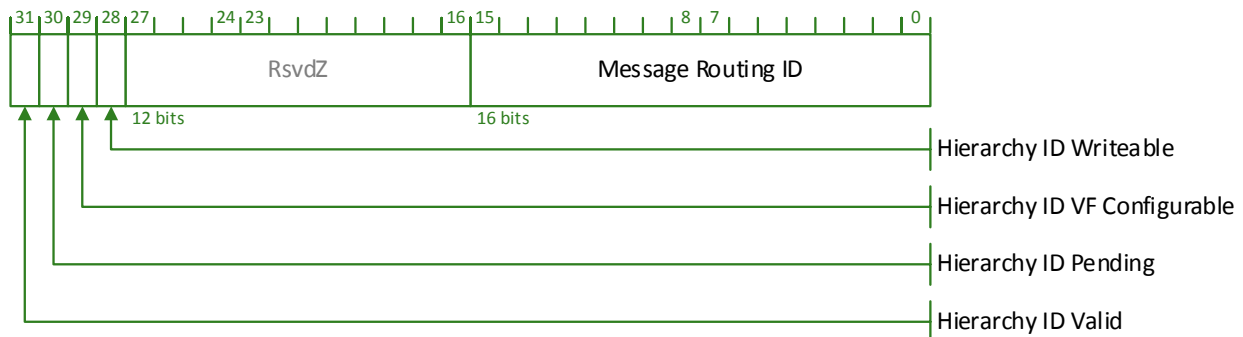 31 30 29 28 27 24 23 16 15 8 7 0
RsvdZ Message Routing ID
12 bits 16 bits
Hierarchy ID Writeable
Hierarchy ID VF Configurable
Hierarchy ID Pending
Hierarchy ID Valid